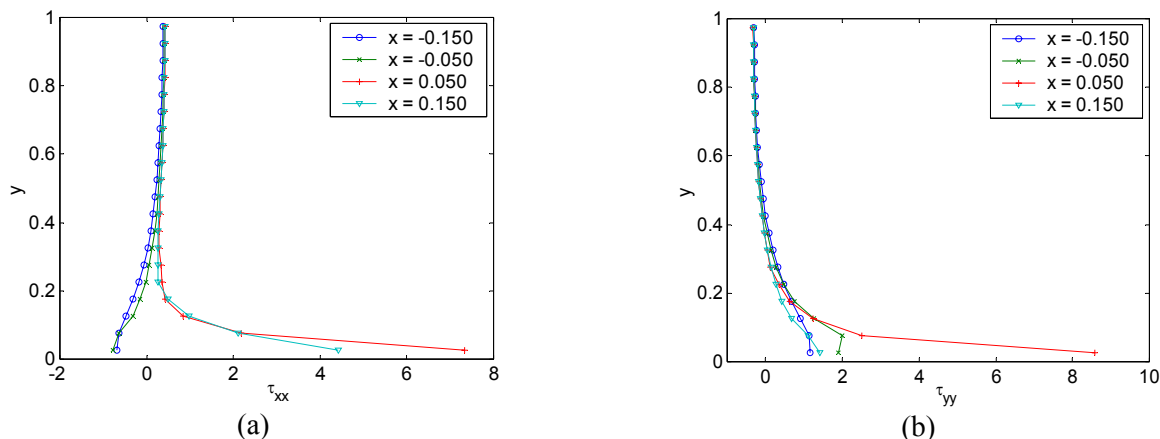 1
0.8
0.6
0.4
0.2
0
y
-2 0 2 4 6 8
τxx
x = -0.150
x = -0.050
x = 0.050
x = 0.150
(a)
1
0.8
0.6
0.4
0.2
0
y
0 2 4 6 8 10
τyy
x = -0.150
x = -0.050
x = 0.050
x = 0.150
(b)